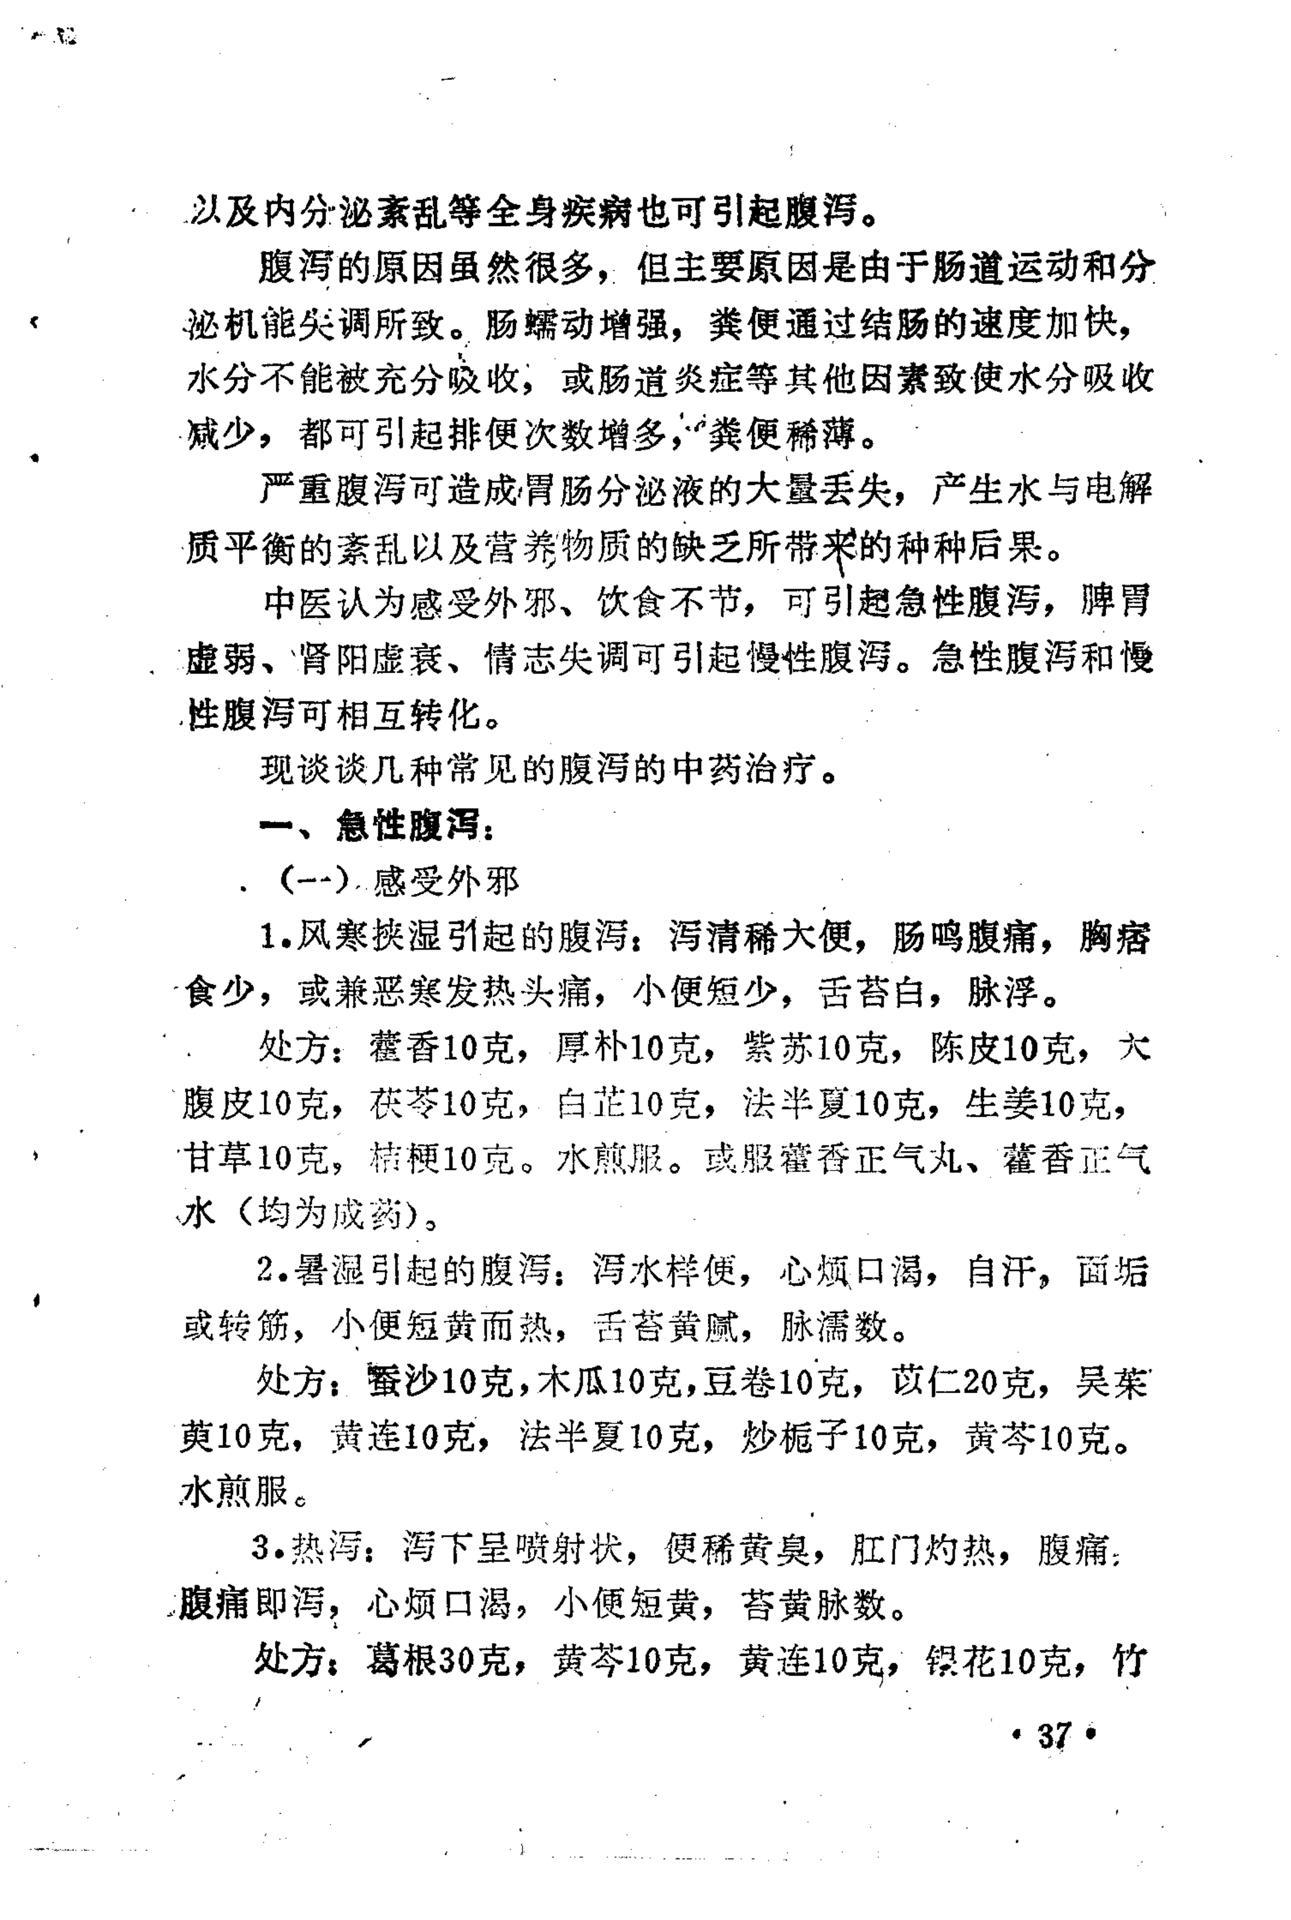 以及内分泌紊乱等全身疾病也可引起腹泻。
腹泻的原因虽然很多，但主要原因是由于肠道运动和分
泌机能失调所致。肠蠕动增强，粪便通过结肠的速度加快，
水分不能被充分吸收，或肠道炎症等其他因素致使水分吸收
减少，都可引起排便次数增多，粪便稀薄。
严重腹泻可造成胃肠分泌液的大量丢失，产生水与电解
质平衡的紊乱以及营养物质的缺乏所带来的种种后果。
中医认为感受外邪、饮食不节，可引起急性腹泻，脾胃
虚弱、肾阳虚衰、情志失调可引起慢性腹泻。急性腹泻和慢
性腹泻可相互转化。
现谈谈几种常见的腹泻的中药治疗。
一、急性腹泻：
（一）感受外邪
1.风寒挟湿引起的腹泻：泻清稀大便，肠鸣腹痛，胸痞
食少，或兼恶寒发热头痛，小便短少，舌苔白，脉浮。
处方：藿香10克，厚朴10克，紫苏10克，陈皮10克，大
腹皮10克，茯苓10克，白芷10克，法半夏10克，生姜10克，
甘草10克，桔梗10克。水煎服。或服藿香正气丸、藿香正气
水（均为成药）。
2.暑湿引起的腹泻：泻水样便，心烦口渴，自汗，面垢
或转筋，小便短黄而热，舌苔黄腻，脉濡数。
处方：蚕沙10克，木瓜10克，豆卷10克，苡仁20克，吴茱
萸10克，黄连10克，法半夏10克，炒栀子10克，黄芩10克。
水煎服。
3.热泻：泻下呈喷射状，便稀黄臭，肛门灼热，腹痛；
腹痛即泻，心烦口渴，小便短黄，苔黄脉数。
处方：葛根30克，黄芩10克，黄连10克，银花10克，竹
·37·